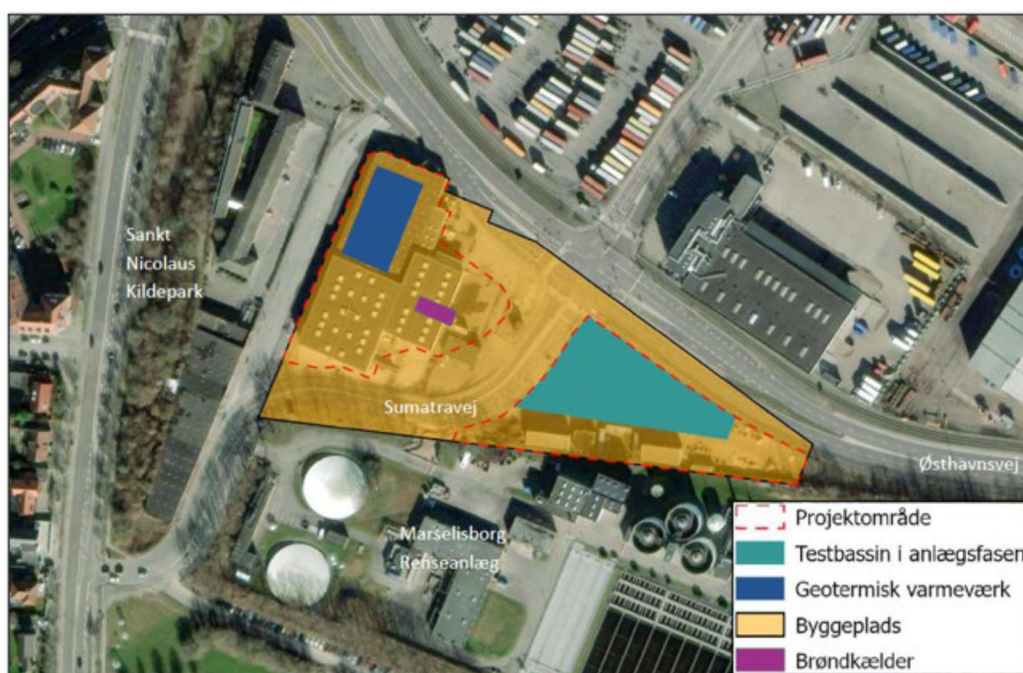 Sankt
Nicolaus
Kildepark
Sumatravej
Østhavnsvej
Marselisborg
Renseanlæg
Projektområde
Testbassin i anlægsfasen
Geotermisk varmeværk
Byggeplads
Brøndkælder